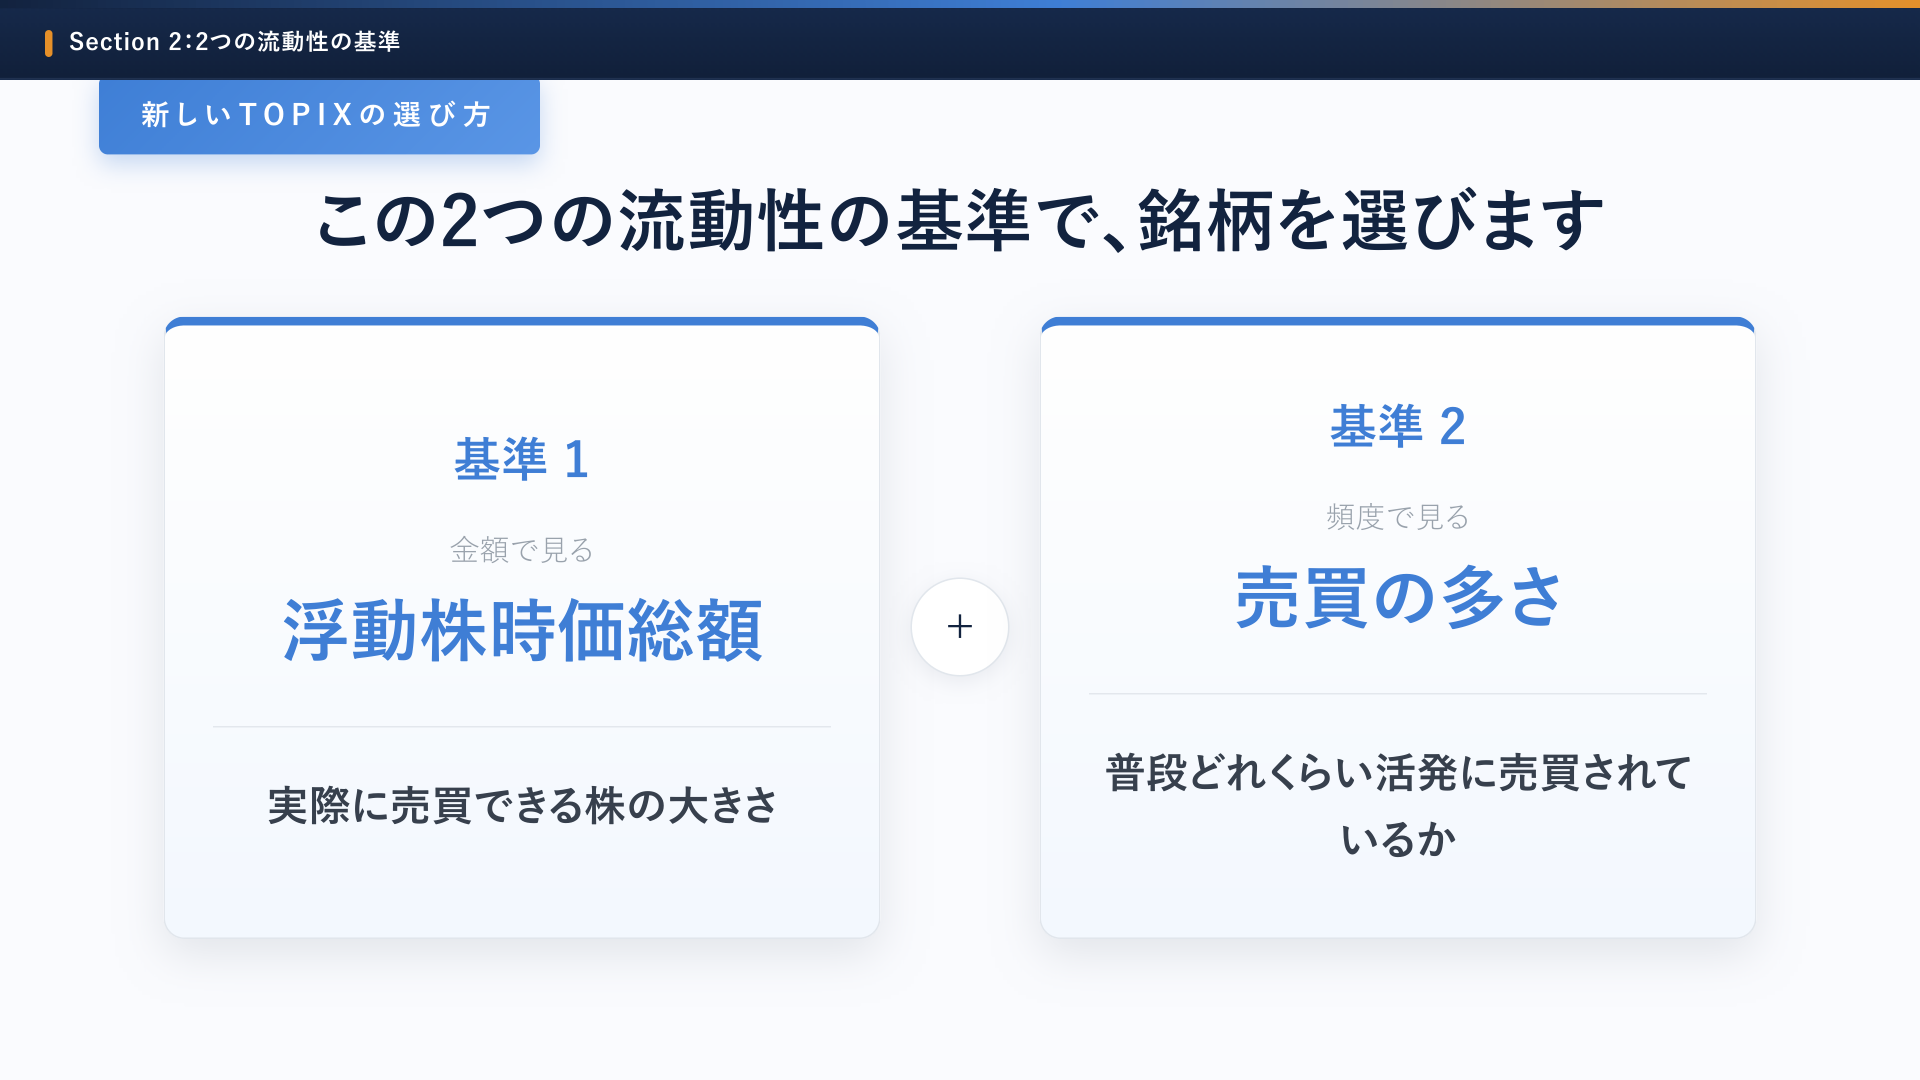 Section 2：2つの流動性の基準
新しいTOPIXの選び方
この2つの流動性の基準で、銘柄を選びます
基準 1
金額で見る
浮動株時価総額
実際に売買できる株の大きさ
+
基準 2
頻度で見る
売買の多さ
普段どれくらい活発に売買されて
いるか